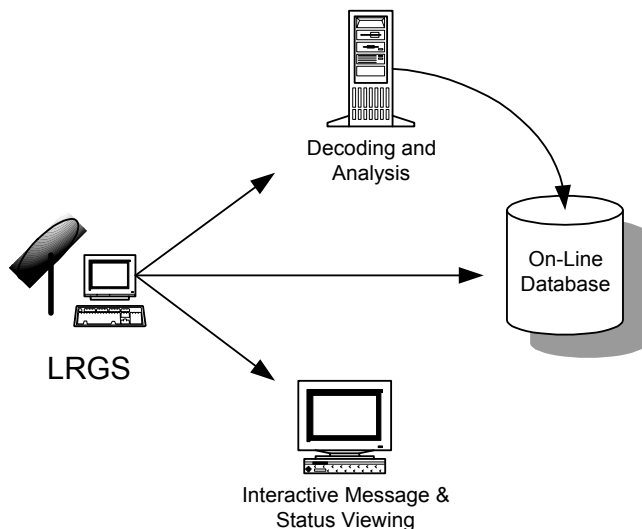 Decoding and
Analysis
On-Line
Database
LRGS
Interactive Message &
Status Viewing